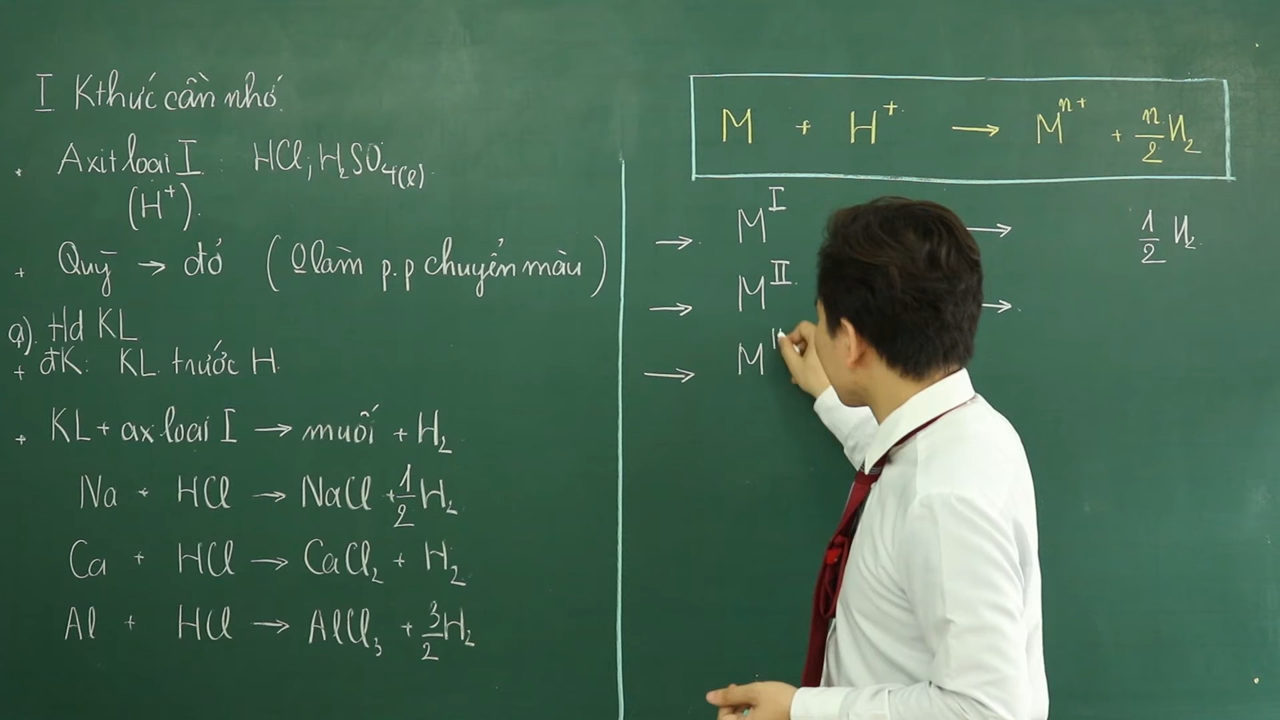 I Kthức cần nhớ.
. Axit loại I : HCl, H₂SO₄(l).
(H⁺).
+ Quỳ → đỏ ( Ø làm p.p chuyển màu )
a). T/d KL
+ đK: KL trước H.
+ KL + ax loại I → muối + H₂
Na + HCl → NaCl + 1/2 H₂
Ca + HCl → CaCl₂ + H₂
Al + HCl → AlCl₃ + 3/2 H₂
M + H⁺ → Mⁿ⁺ + n/2 H₂
→ Mᴵ → 1/2 H₂
→ Mᴵᴵ →
→ M